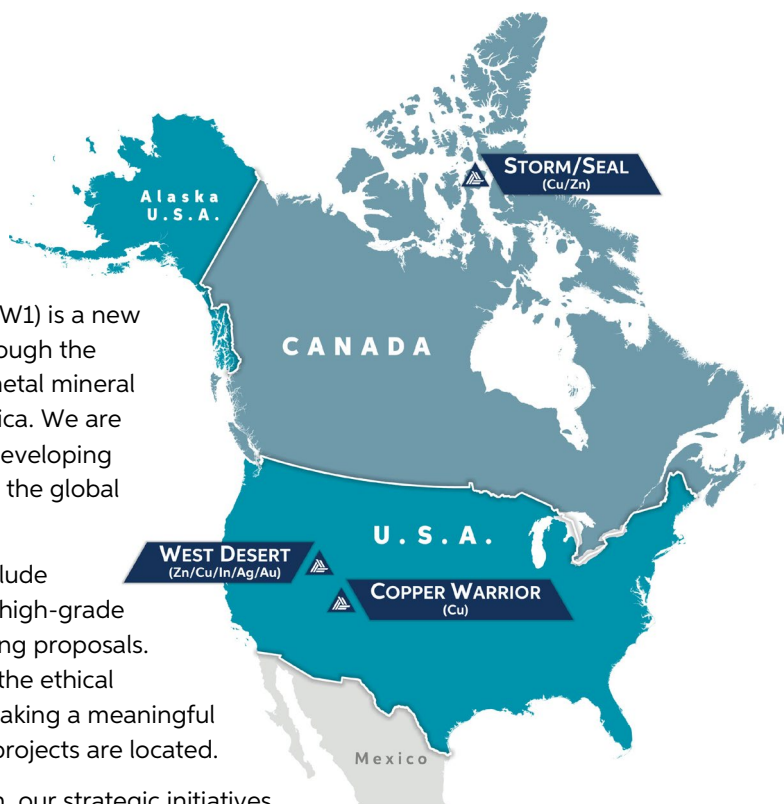 STORM/SEAL
(Cu/Zn)
Alaska
U.S.A.
CANADA
W1) is a new
ough the
netal mineral
ica. We are
developing
the global
U.S.A.
WEST DESERT
(Zn/Cu/In/Ag/Au)
COPPER WARRIOR
(Cu)
lude
high-grade
ing proposals.
the ethical
aking a meaningful
projects are located.
Mexico
our strategic initiatives